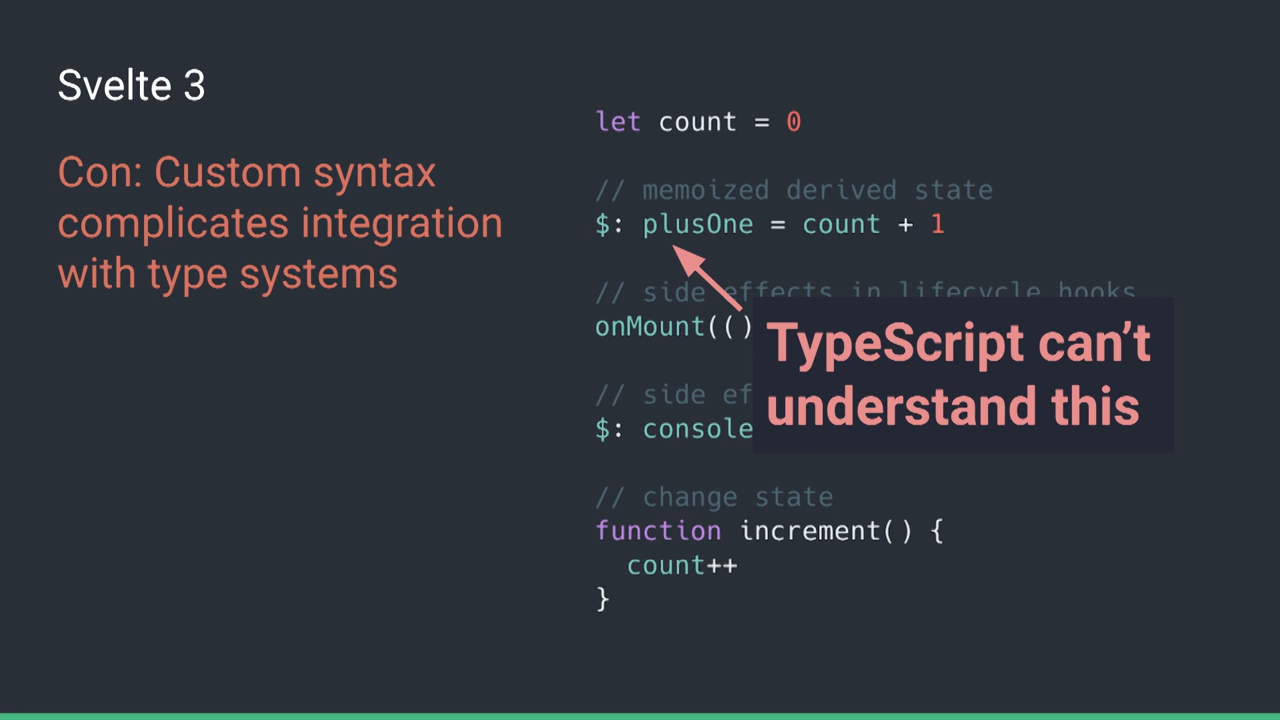 Svelte 3
Con: Custom syntax
complicates integration
with type systems
let count = 0
// memoized derived state
$: plusOne = count + 1
// side effects in lifecycle hooks
onMount(()
TypeScript can’t
understand this
// side ef
$: console
// change state
function increment() {
count++
}